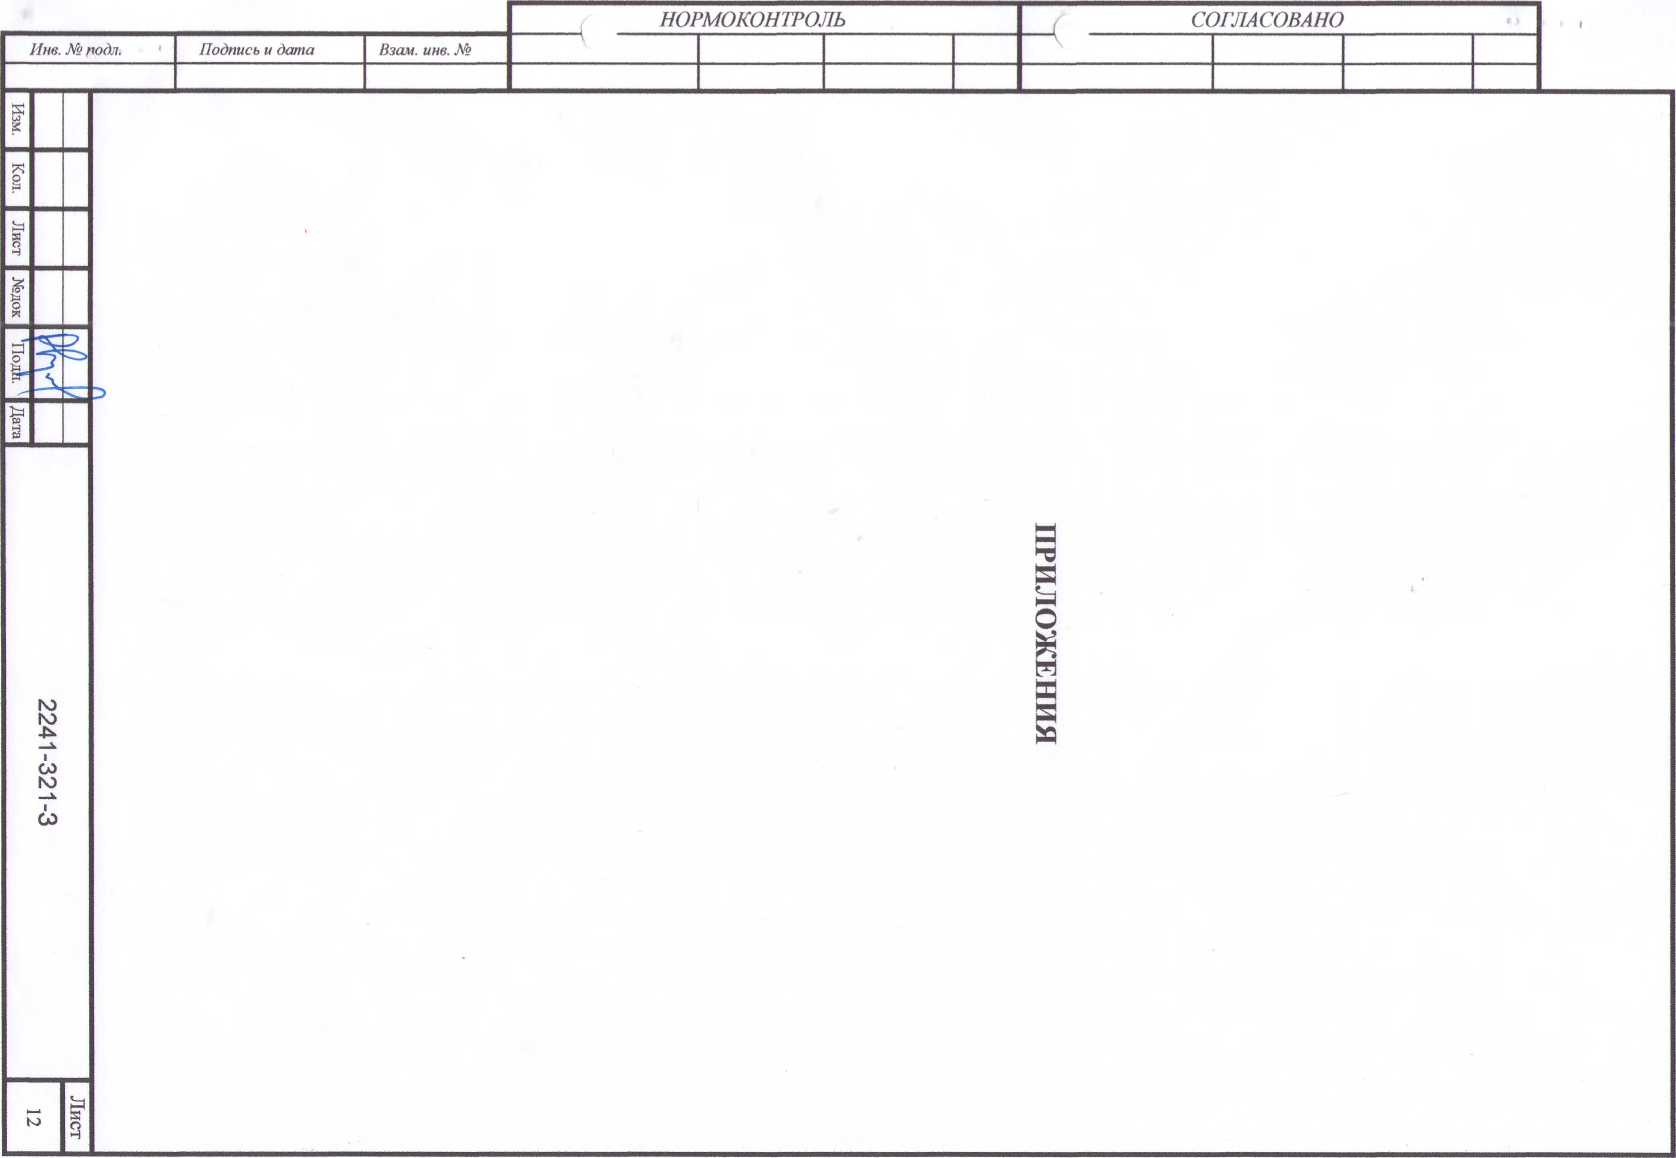 НОРМОКОНТРОЛЬ
СОГЛАСОВАНО
Инв. № подл.
Подпись и дата
Взам. инв. №
ПРИЛОЖЕНИЯ
Изм.
Кол.
Лист
№док
Подп.
Дата
2241-321-3
Лист
12